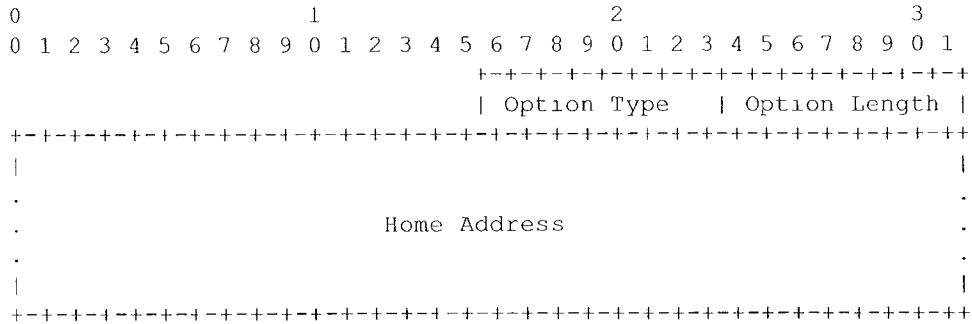 0                   1                   2                   3
0 1 2 3 4 5 6 7 8 9 0 1 2 3 4 5 6 7 8 9 0 1 2 3 4 5 6 7 8 9 0 1
                               +-+-+-+-+-+-+-+-+-+-+-+-+-+-+-+-+
                               | Option Type   | Option Length |
+-+-+-+-+-+-+-+-+-+-+-+-+-+-+-+-+-+-+-+-+-+-+-+-+-+-+-+-+-+-+-++
|                                                              |
.                                                              .
.                        Home Address                          .
.                                                              .
|                                                              |
+-+-+-+-+-+-+-+-+-+-+-+-+-+-+-+-+-+-+-+-+-+-+-+-+-+-+-+-+-+-+-++